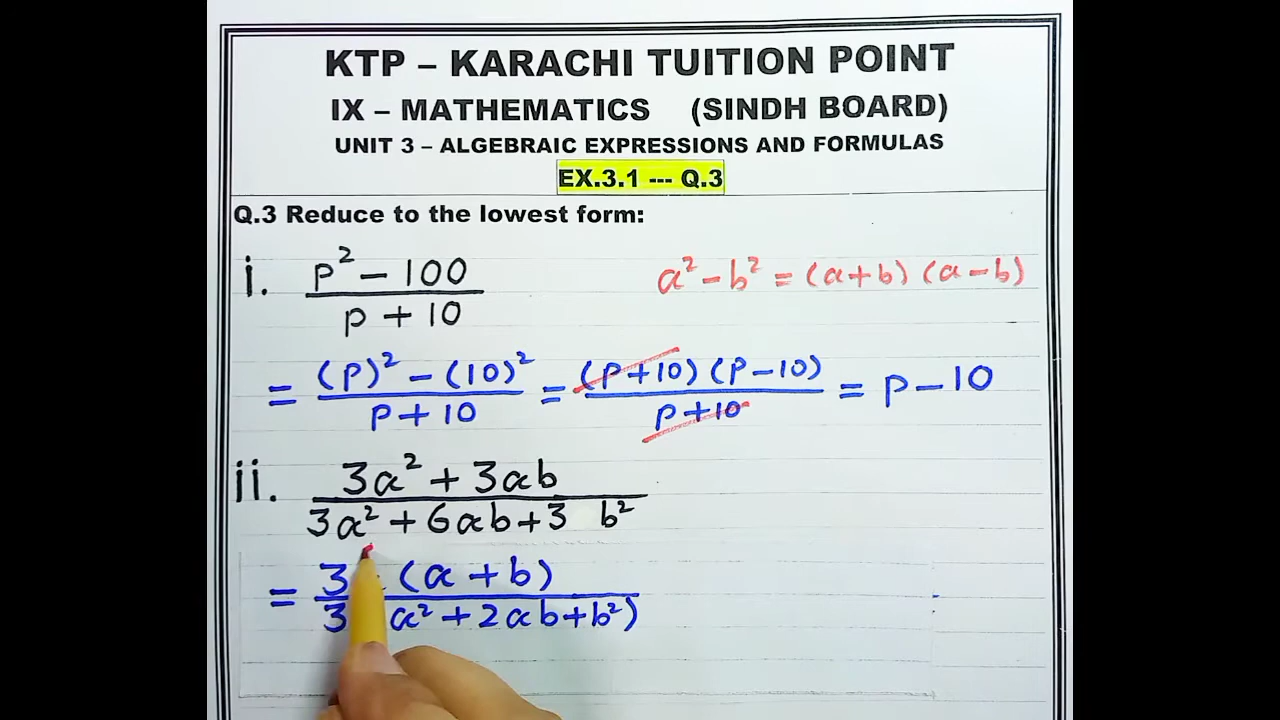 KTP – KARACHI TUITION POINT
IX – MATHEMATICS (SINDH BOARD)
UNIT 3 – ALGEBRAIC EXPRESSIONS AND FORMULAS
EX.3.1 --- Q.3
Q.3 Reduce to the lowest form:
i. (p² – 100) / (p + 10)
a² – b² = (a+b) (a–b)
= ((p)² – (10)²) / (p + 10) = ((p+10) (p–10)) / (p+10) = p – 10
ii. (3a² + 3ab) / (3a² + 6ab + 3 b²)
= 3 (a + b) / 3 a² + 2ab + b²)